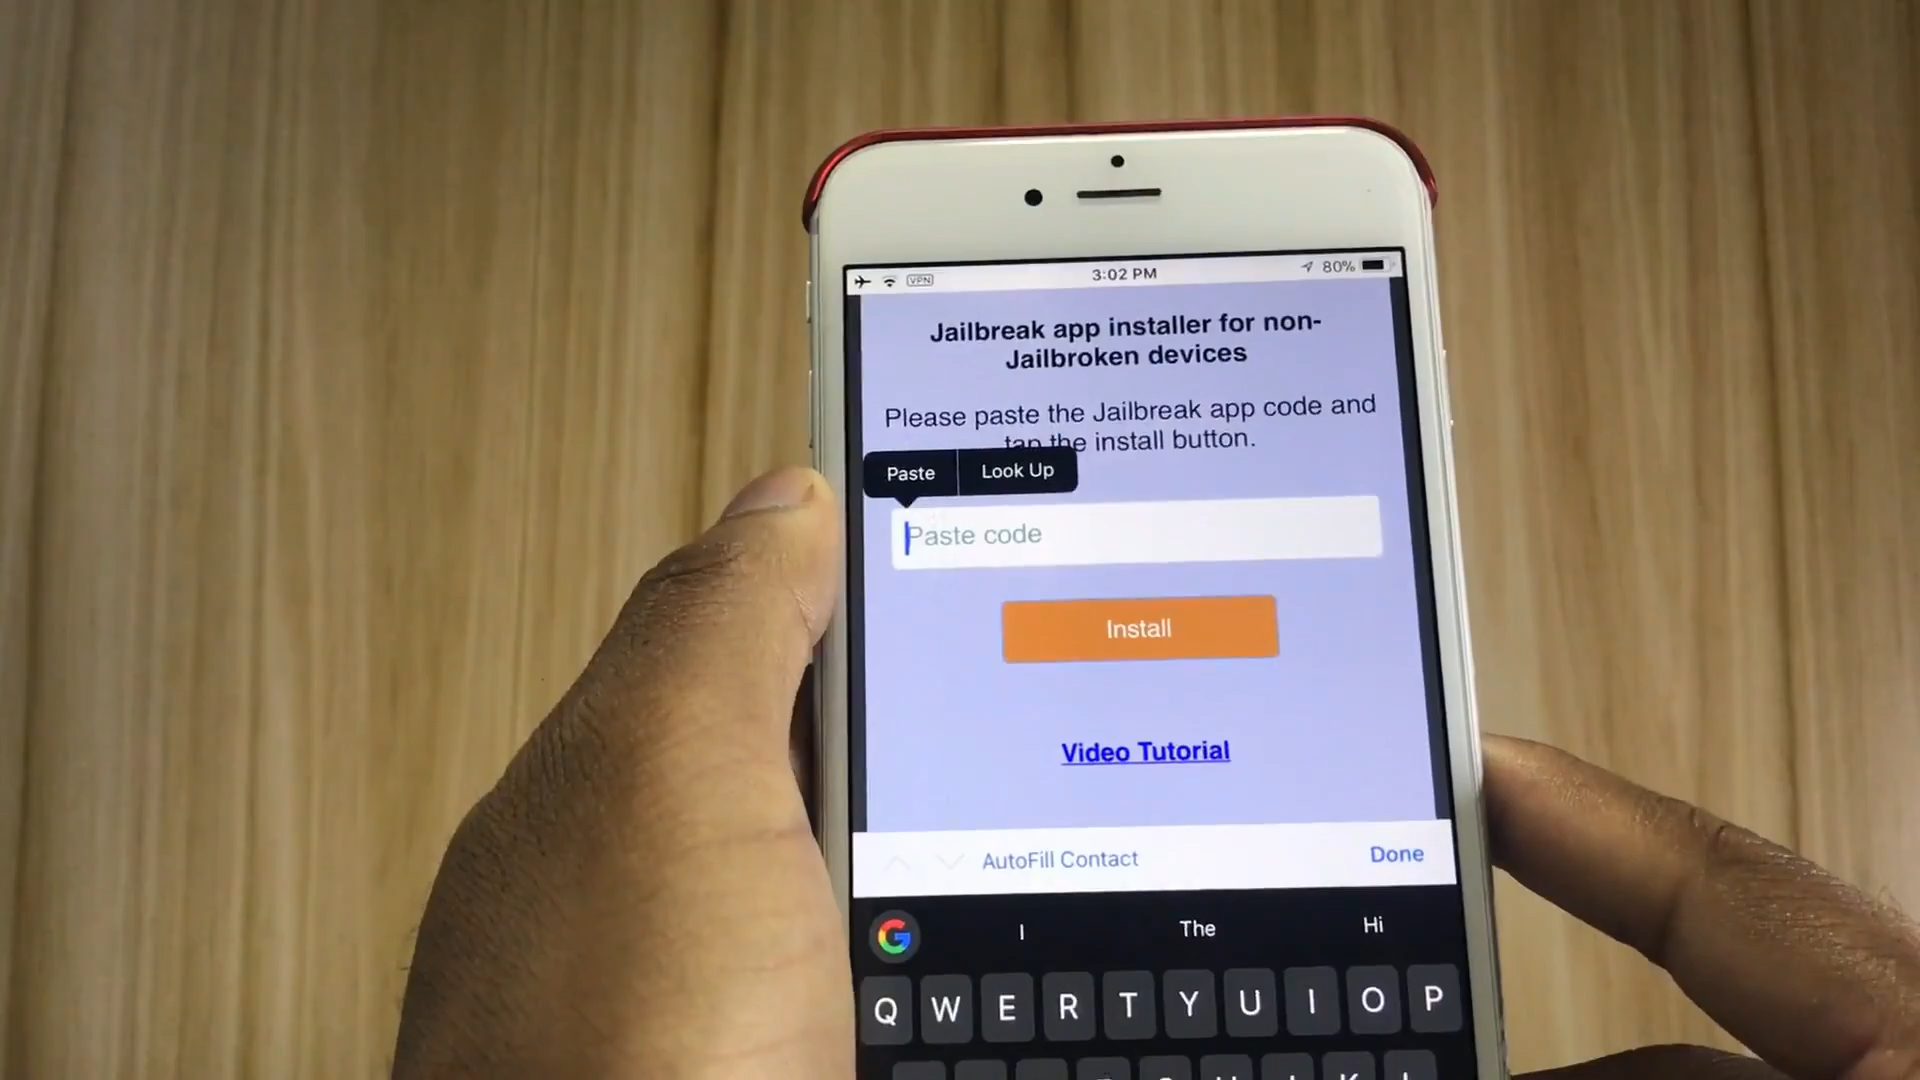 VPN
3:02 PM
80%
Jailbreak app installer for non-
Jailbroken devices
Please paste the Jailbreak app code and
tap the install button.
Paste
Look Up
Paste code
Install
Video Tutorial
AutoFill Contact
Done
G
I
The
Hi
Q W E R T Y U I O P